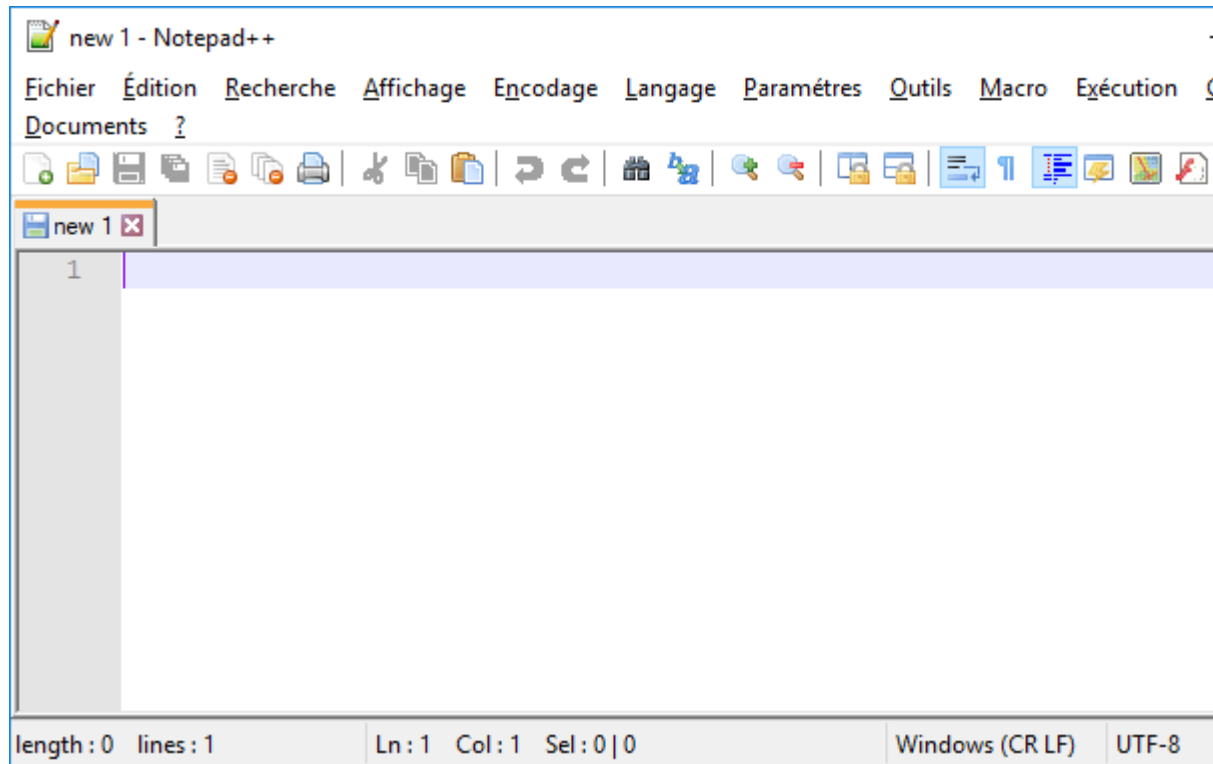 new 1 - Notepad++
Fichier Édition Recherche Affichage Encodage Langage Paramétres Outils Macro Exécution
Documents ?
new 1
1
length : 0 lines : 1 Ln : 1 Col : 1 Sel : 0 | 0 Windows (CR LF) UTF-8